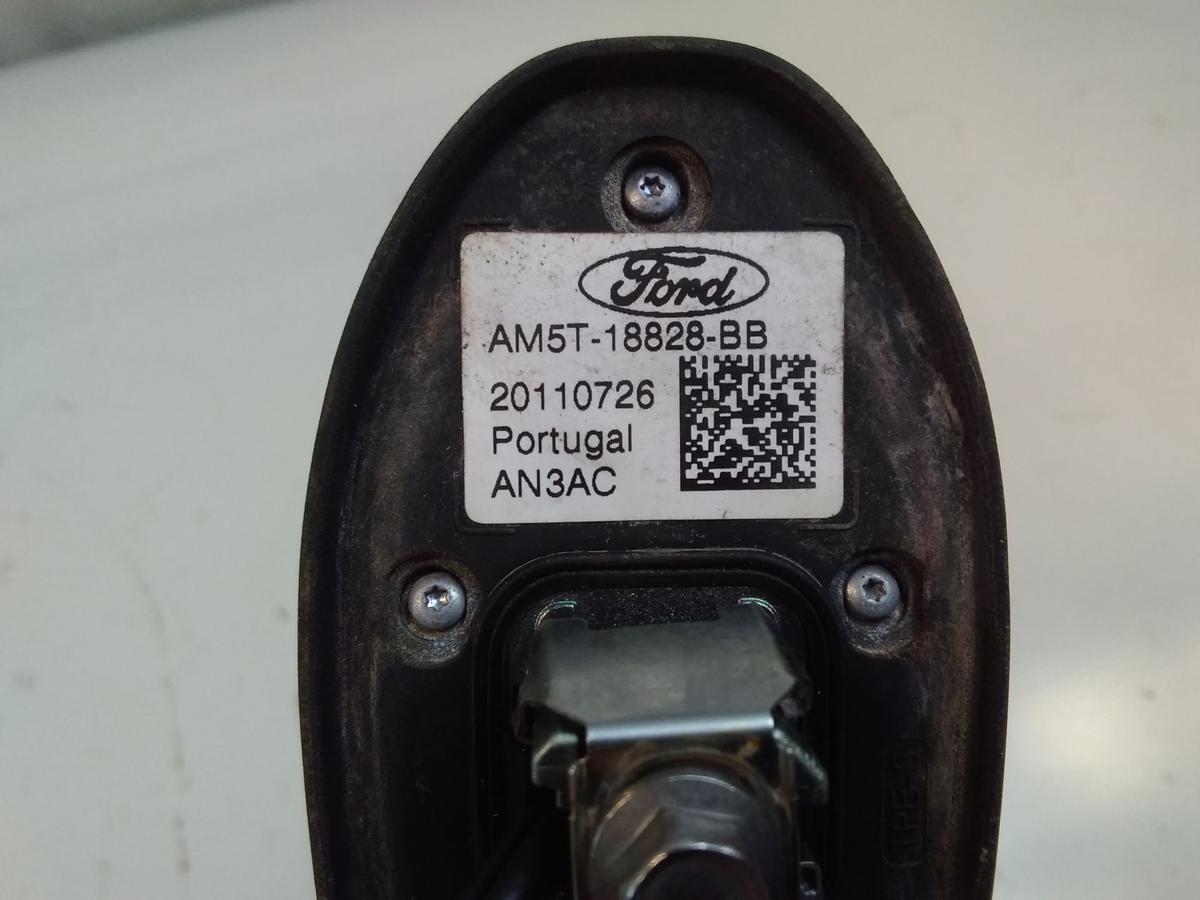 Ford
AM5T-18828-BB
20110726
Portugal
AN3AC